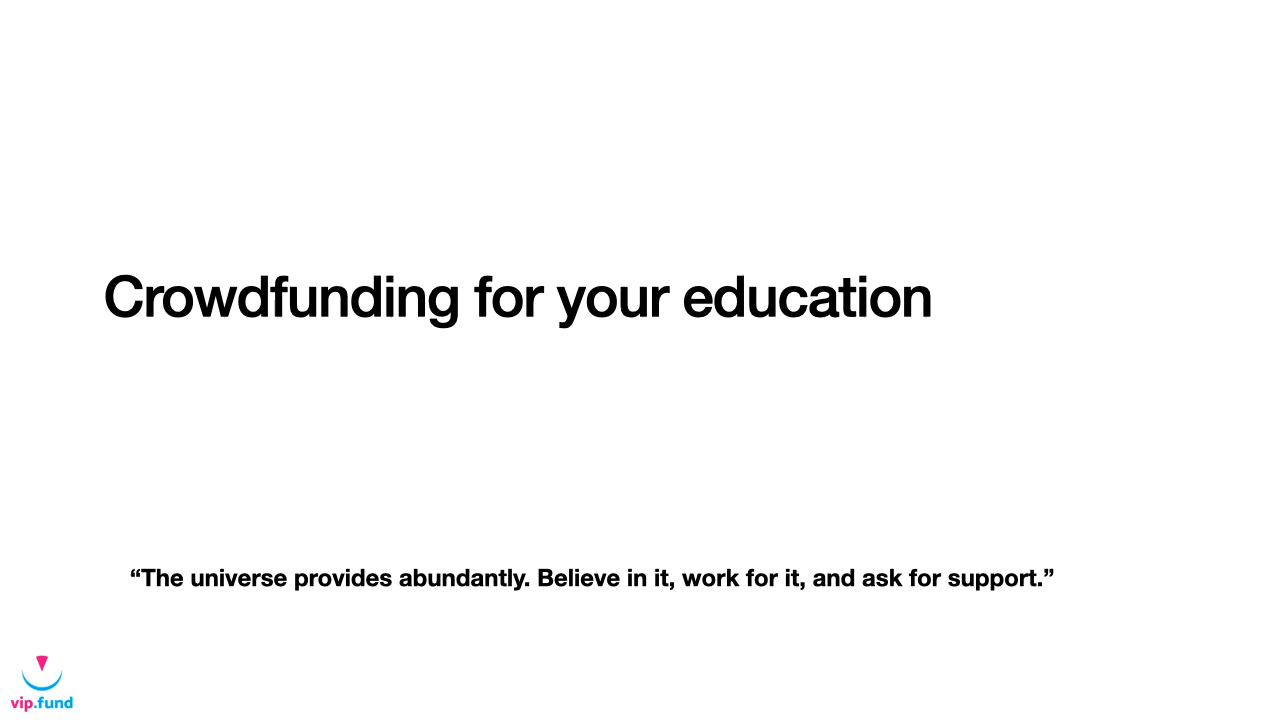 Crowdfunding for your education
“The universe provides abundantly. Believe in it, work for it, and ask for support.”
vip.fund